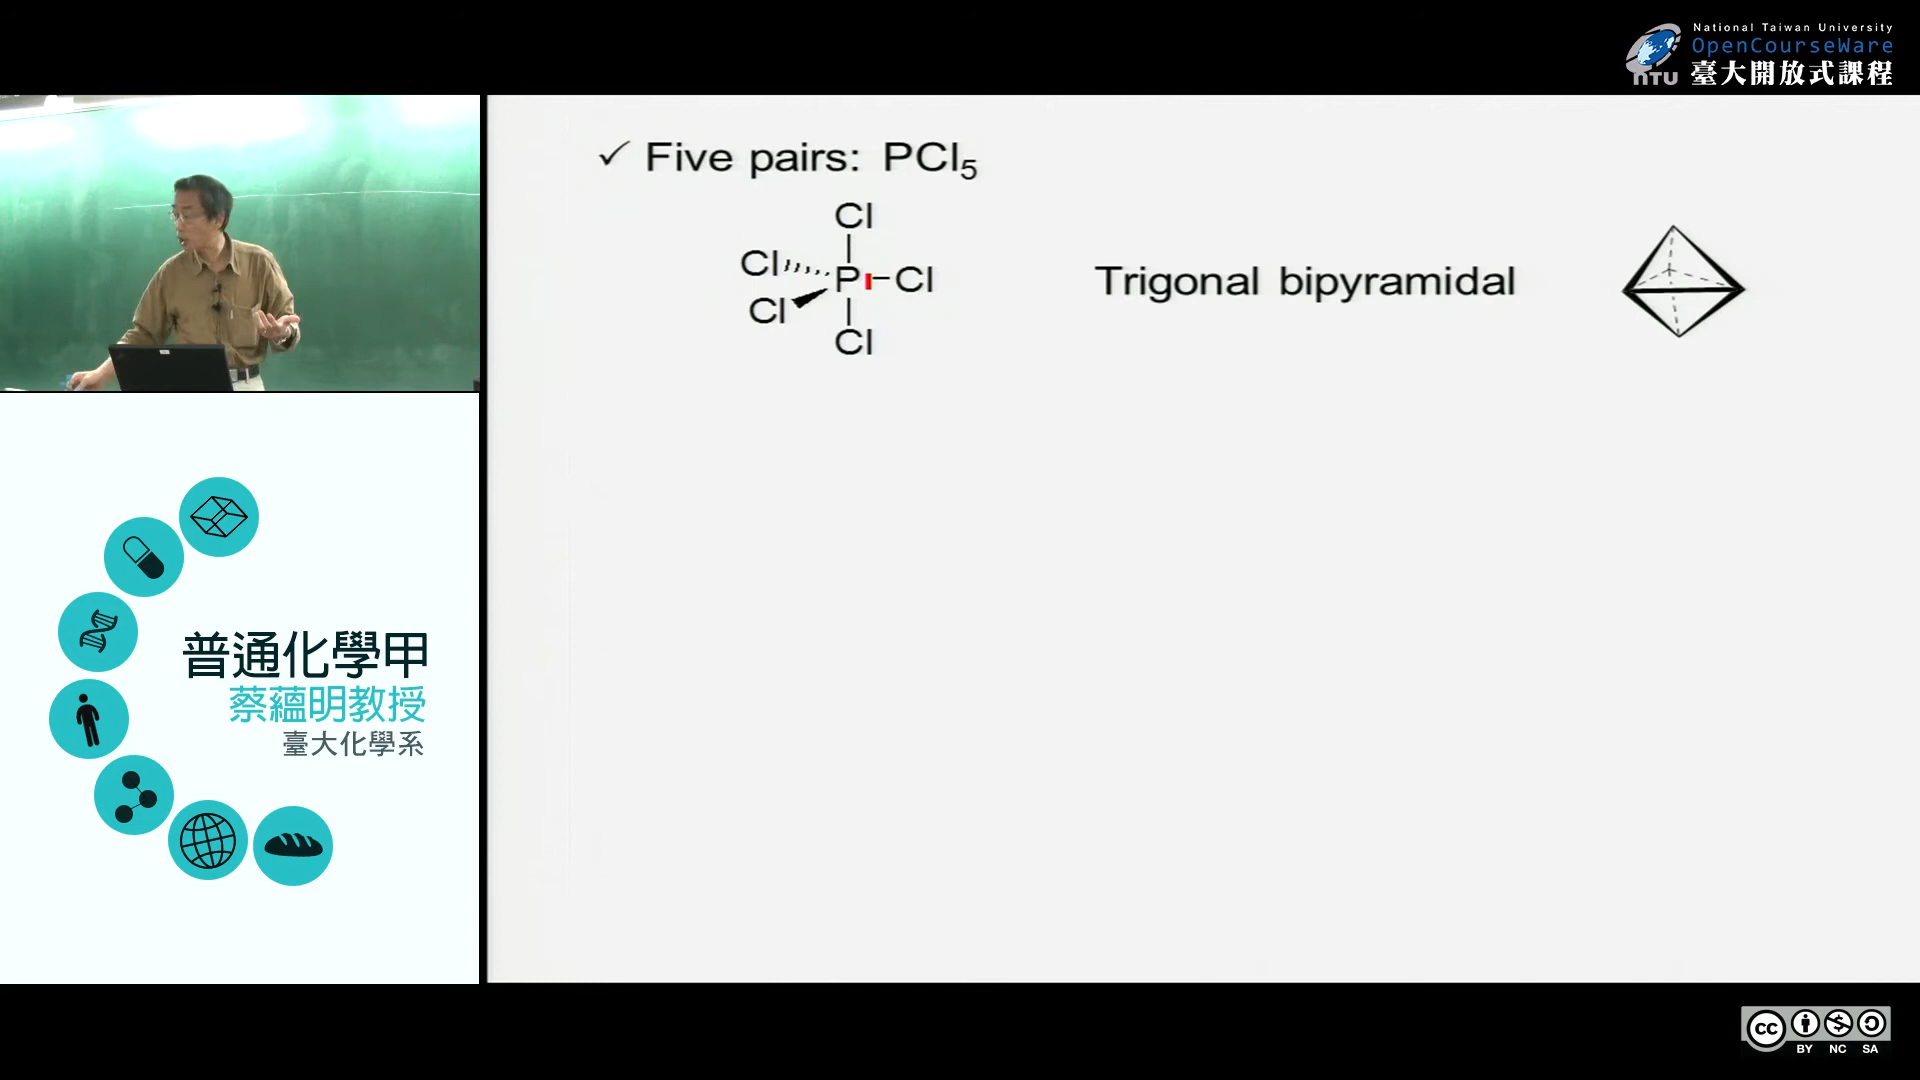 National Taiwan University
OpenCourseWare
NTU 臺大開放式課程
✓ Five pairs: PCl₅
Cl
Cl
P Cl
Cl
Cl
Trigonal bipyramidal
普通化學甲
蔡蘊明教授
臺大化學系
cc
BY NC SA